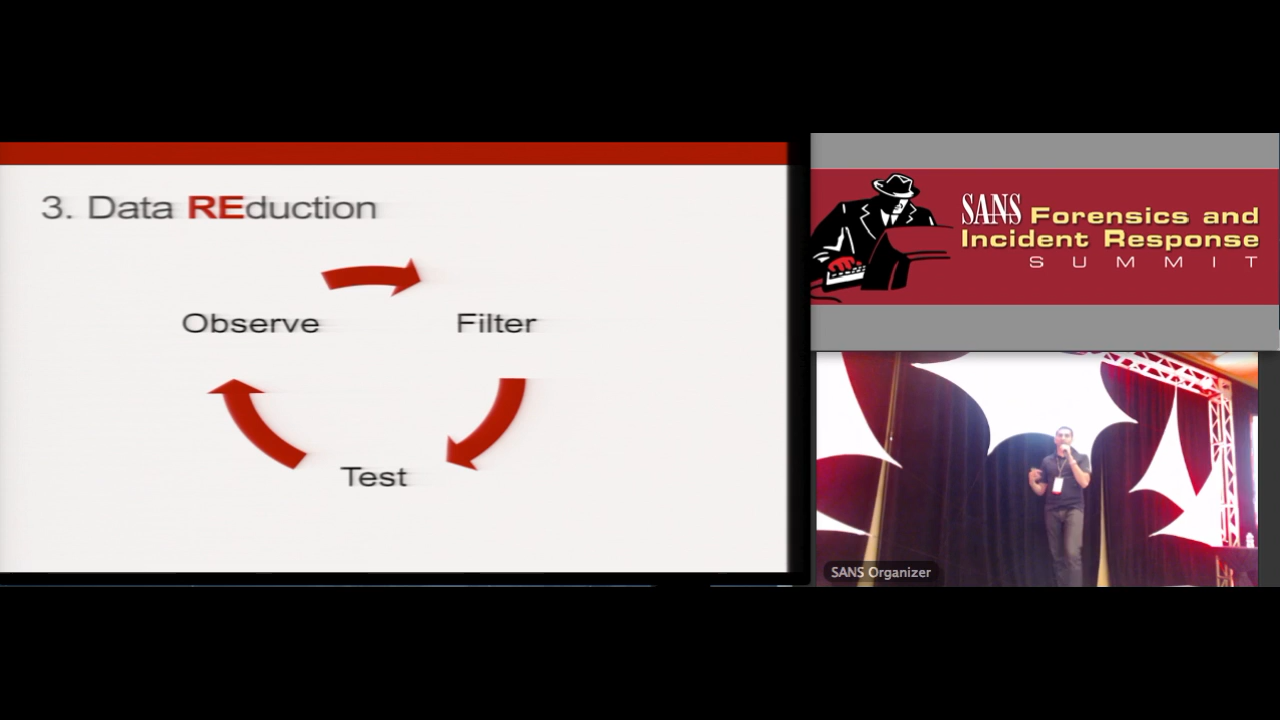 3. Data REduction
Observe
Filter
Test
SANS Forensics and
Incident Response
SUMMIT
SANS Organizer